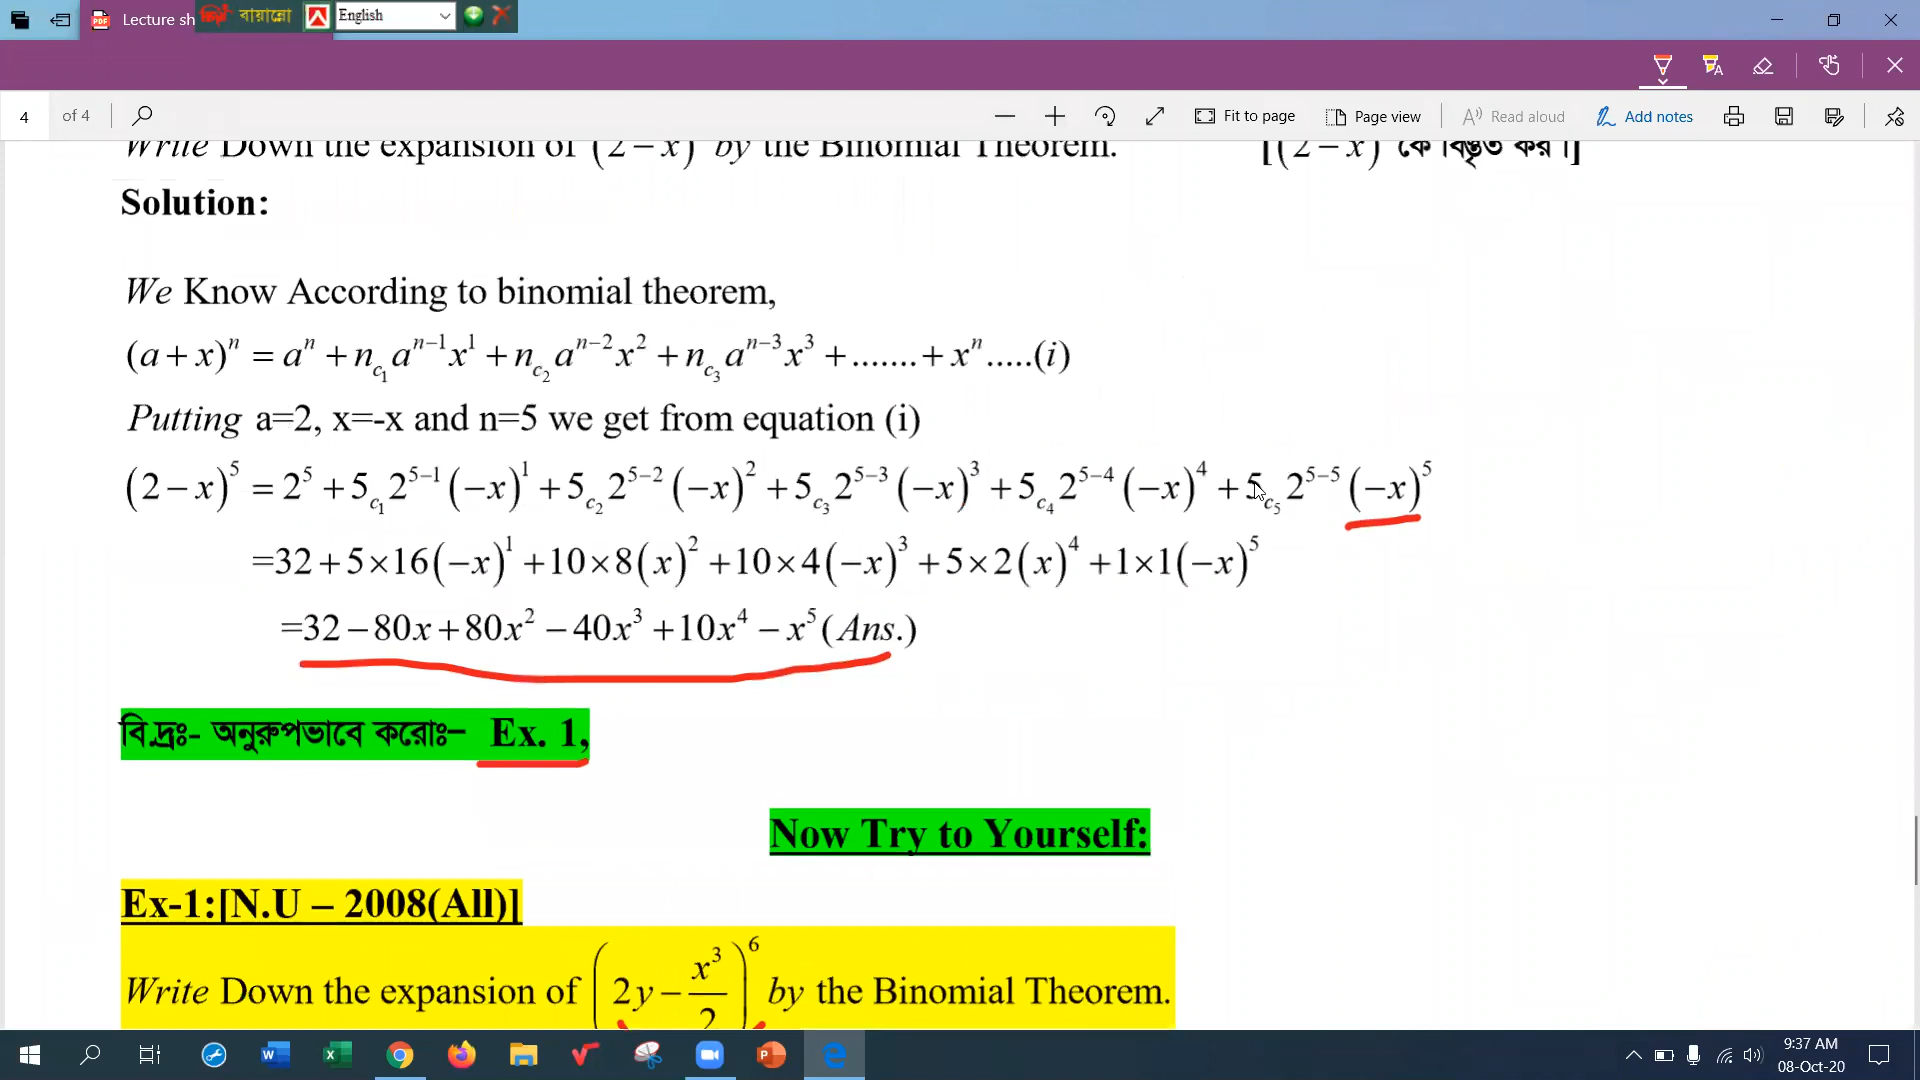 Lecture sh
বায়ান্নো
English
4 of 4
Fit to page
Page view
Read aloud
Add notes
Write Down the expansion of (2 − x) by the Binomial Theorem. [(2 − x) কে বিস্তৃত কর।]
Solution:
We Know According to binomial theorem,
(a + x)ⁿ = aⁿ + n_c₁ aⁿ⁻¹x¹ + n_c₂ aⁿ⁻²x² + n_c₃ aⁿ⁻³x³ + ....... + xⁿ .....(i)
Putting a=2, x=-x and n=5 we get from equation (i)
(2 − x)⁵ = 2⁵ + 5_c₁ 2⁵⁻¹(−x)¹ + 5_c₂ 2⁵⁻²(−x)² + 5_c₃ 2⁵⁻³(−x)³ + 5_c₄ 2⁵⁻⁴(−x)⁴ + 5_c₅ 2⁵⁻⁵(−x)⁵
=32 + 5×16(−x)¹ + 10×8(x)² + 10×4(−x)³ + 5×2(x)⁴ + 1×1(−x)⁵
=32 − 80x + 80x² − 40x³ + 10x⁴ − x⁵ (Ans.)
বি.দ্রঃ- অনুরুপভাবে করোঃ− Ex. 1,
Now Try to Yourself:
Ex-1:[N.U – 2008(All)]
Write Down the expansion of (2y − x³/2)⁶ by the Binomial Theorem.
9:37 AM
08-Oct-20